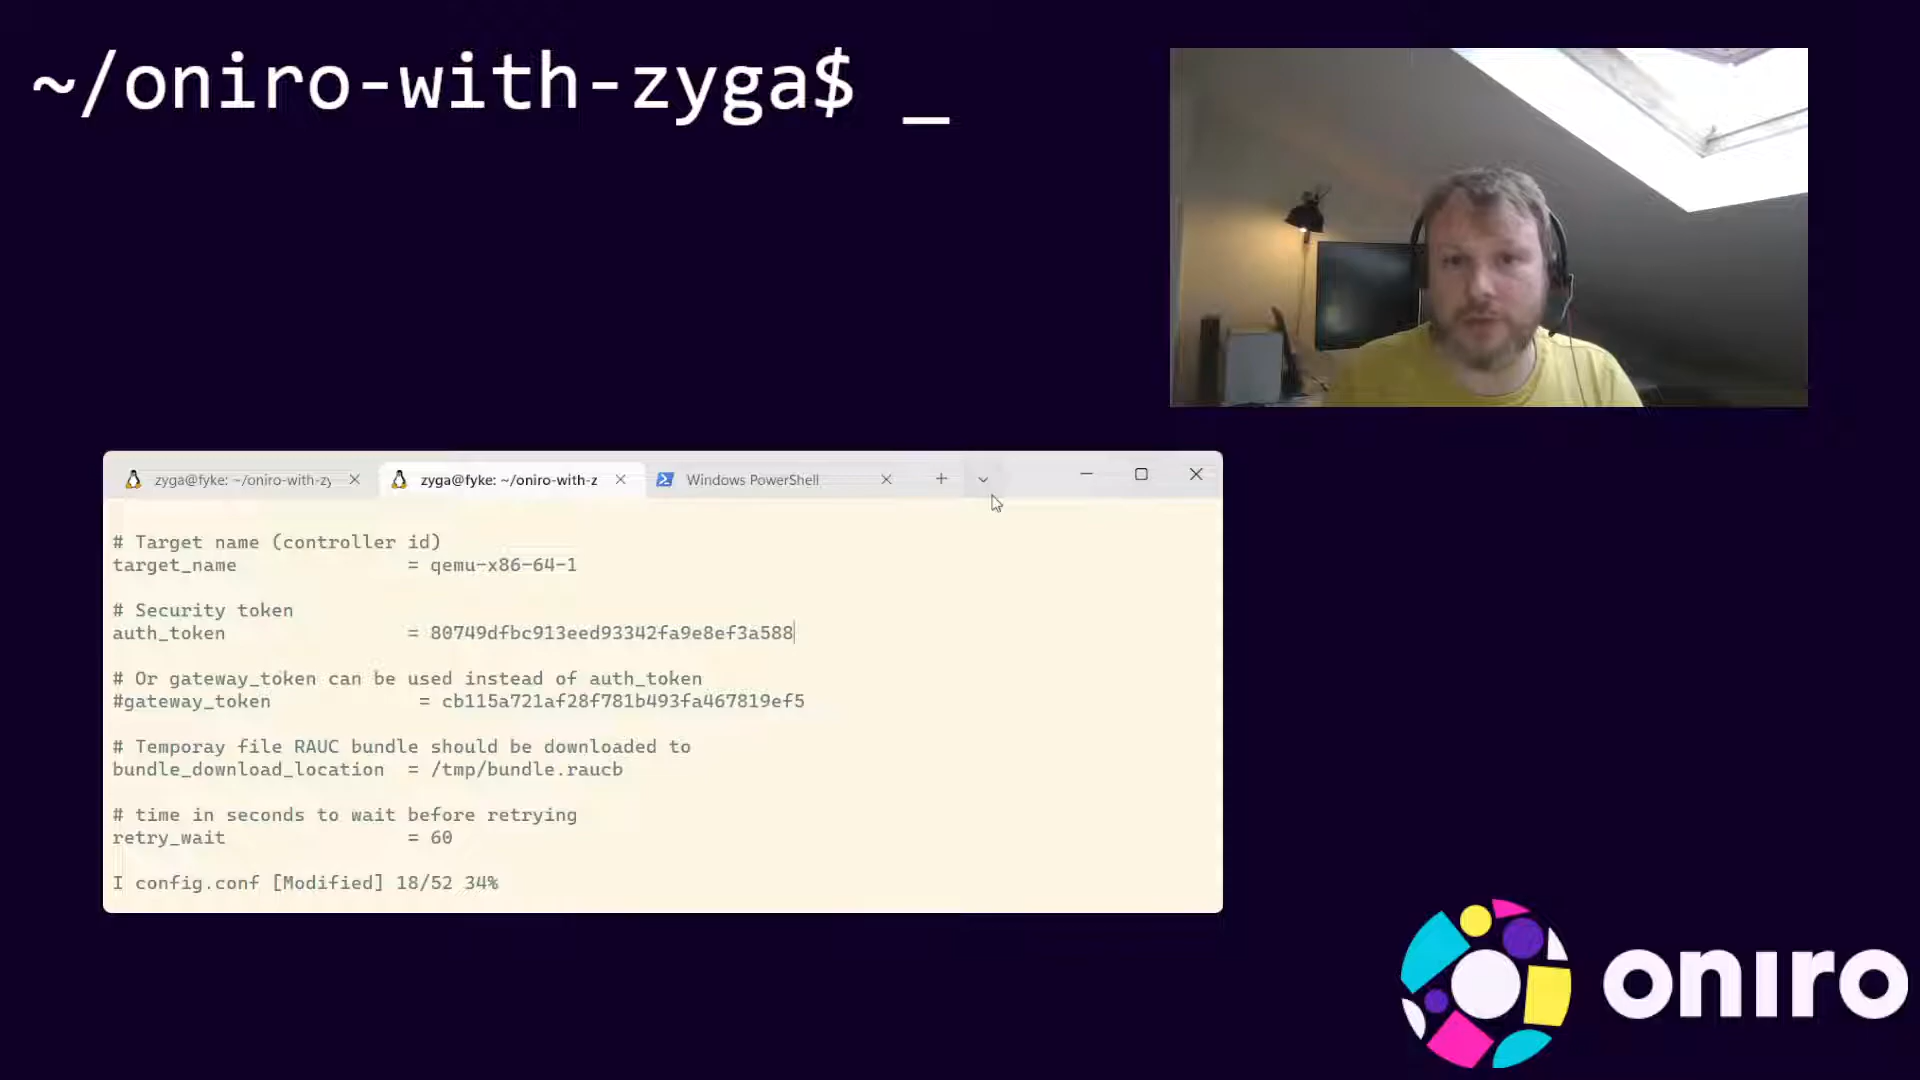 ~/oniro-with-zyga$ _
zyga@fyke: ~/oniro-with-zy
zyga@fyke: ~/oniro-with-z
Windows PowerShell
# Target name (controller id)
target_name = qemu-x86-64-1
# Security token
auth_token = 80749dfbc913eed93342fa9e8ef3a588
# Or gateway_token can be used instead of auth_token
#gateway_token = cb115a721af28f781b493fa467819ef5
# Temporay file RAUC bundle should be downloaded to
bundle_download_location = /tmp/bundle.raucb
# time in seconds to wait before retrying
retry_wait = 60
I config.conf [Modified] 18/52 34%
oniro